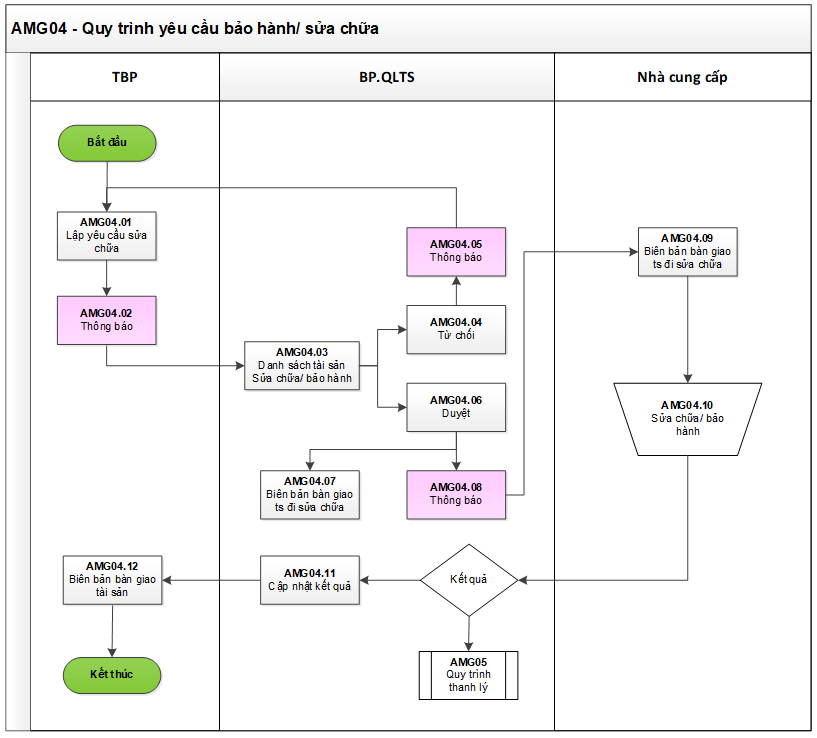 AMG04 - Quy trình yêu cầu bảo hành/ sửa chữa
TBP
BP.QLTS
Nhà cung cấp
Bắt đầu
AMG04.01
Lập yêu cầu sửa
chữa
AMG04.02
Thông báo
AMG04.03
Danh sách tài sản
Sửa chữa/ bảo hành
AMG04.05
Thông báo
AMG04.04
Từ chối
AMG04.06
Duyệt
AMG04.07
Biên bản bàn giao
ts đi sửa chữa
AMG04.08
Thông báo
AMG04.09
Biên bản bàn giao
ts đi sửa chữa
AMG04.10
Sửa chữa/ bảo
hành
Kết quả
AMG04.11
Cập nhật kết quả
AMG04.12
Biên bản bàn giao
tài sản
Kết thúc
AMG05
Quy trình
thanh lý